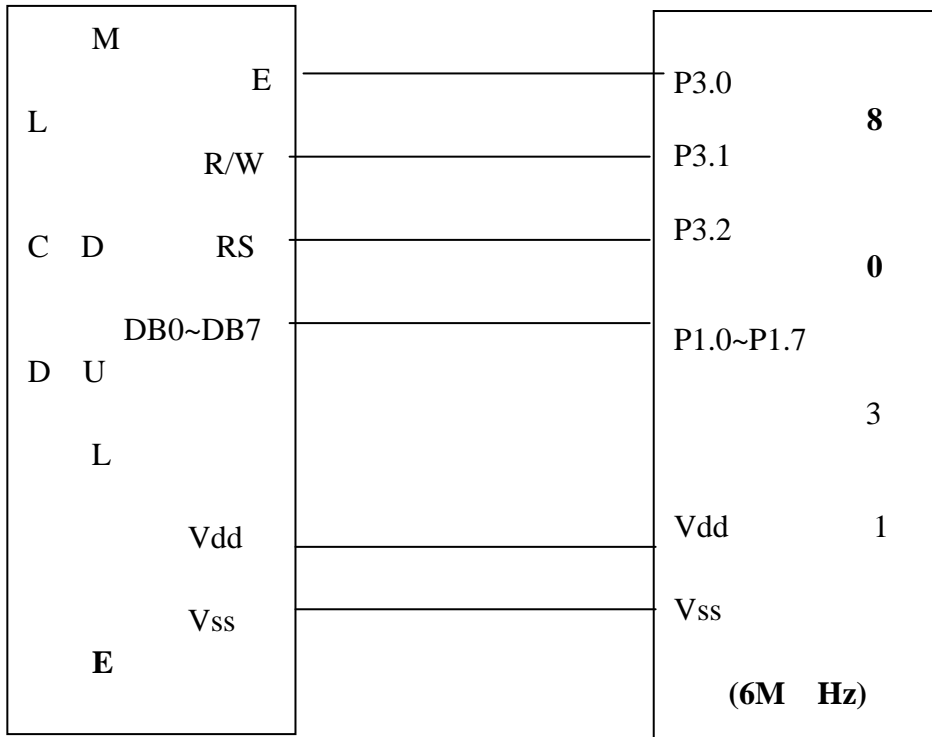 M
E P3.0
L 8
R/W P3.1
C D RS P3.2
0
DB0~DB7 P1.0~P1.7
D U
3
L
Vdd Vdd 1
Vss Vss
E
(6M Hz)